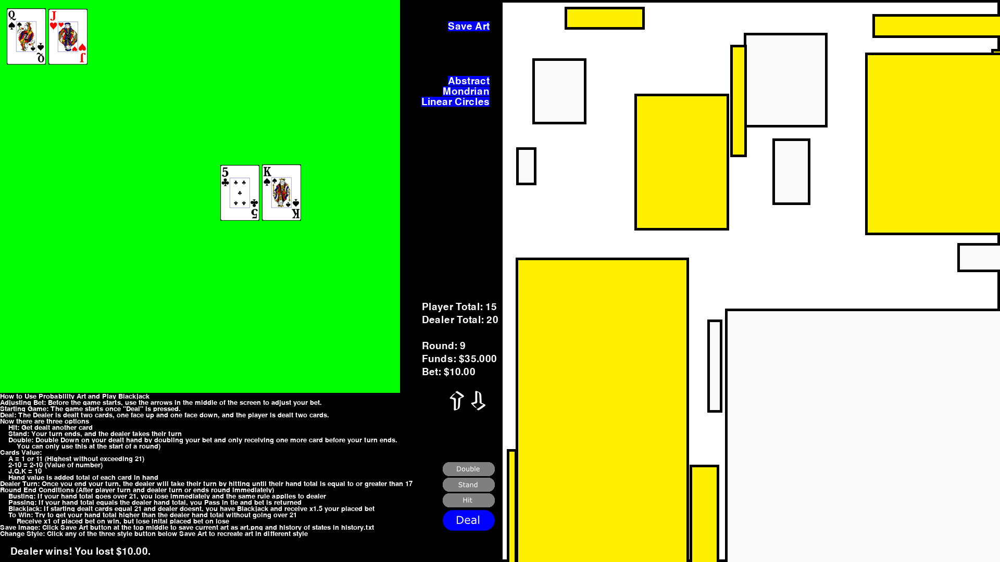 Q
J
Q
J
5
K
5
K
Save Art
Abstract
Mondrian
Linear Circles
Player Total: 15
Dealer Total: 20
Round: 9
Funds: $35.000
Bet: $10.00
How to Use Probability Art and Play Blackjack
Adjusting Bet: Before the game starts, use the arrows in the middle of the screen to adjust your bet.
Starting Game: The game starts once "Deal" is pressed.
Deal: The Dealer is dealt two cards, one face up and one face down, and the player is dealt two cards.
Now there are three options
Hit: Get dealt another card
Stand: Your turn ends, and the dealer takes their turn
Double: Double Down on your dealt hand by doubling your bet and only receiving one more card before your turn ends.
You can only use this at the start of a round)
Cards Value:
A = 1 or 11 (Highest without exceeding 21)
2-10 = 2-10 (Value of number)
J,Q,K = 10
Hand value is added total of each card in hand
Dealer Turn: Once you end your turn, the dealer will take their turn by hitting until their hand total is equal to or greater than 17
Round End Conditions (After player turn and dealer turn or ends round immediately)
Busting: If your hand total goes over 21, you lose immediately and the same rule applies to dealer
Passing: If your hand total equals the dealer hand total, you Pass in tie and bet is returned
Blackjack: If starting dealt cards equal 21 and dealer doesnt, you have Blackjack and receive x1.5 your placed bet
To Win: Try to get your hand total higher than the dealer hand total without going over 21
Receive x1 of placed bet on win, but lose inital placed bet on lose
Save Image: Click Save Art button at the top middle to save current art as art.png and history of states in history.txt
Change Style: Click any of the three style button below Save Art to recreate art in different style
Double
Stand
Hit
Deal
Dealer wins! You lost $10.00.